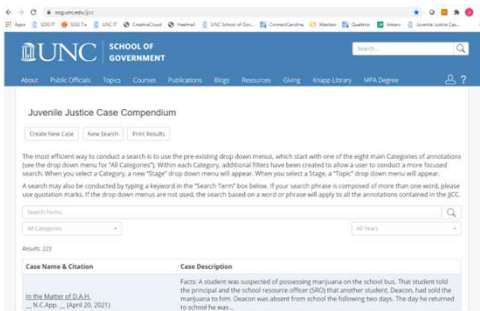 sog.unc.edu/jjcc
Apps SOG IT SOG Tix UNC IT CreativeCloud Heelmail UNC School of Gov... ConnectCarolina Qualtrics Juvenile Justice Cas...
UNC SCHOOL OF GOVERNMENT
Search...
About Public Officials Topics Courses Publications Blogs Resources Giving Knapp Library MPA Degree ?
Juvenile Justice Case Compendium
Create New Case New Search Print Results
The most efficient way to conduct a search is to use the pre-existing drop down menus, which start with one of the eight main Categories of annotations
(see the drop down menu for "All Categories"). Within each Category, additional filters have been created to allow a user to conduct a more focused
search. When you select a Category, a new "Stage" drop down menu will appear. When you select a Stage, a "Topic" drop down menu will appear.
A search may also be conducted by typing a keyword in the "Search Term" box below. If your search phrase is composed of more than one word, please
use quotation marks. If the drop down menus are not used, the search based on a word or phrase will apply to all the annotations contained in the JJCC.
Search Terms
All Categories All Years
Results: 225
Case Name & Citation Case Description
Facts: A student was suspected of possessing marijuana on the school bus. That student told
the principal and the school resource officer (SRO) that another student, Deacon, had sold the
In the Matter of D.A.H. marijuana to him. Deacon was absent from school the following two days. The day he returned
__ N.C.App. __ (April 20, 2021) to school he was...